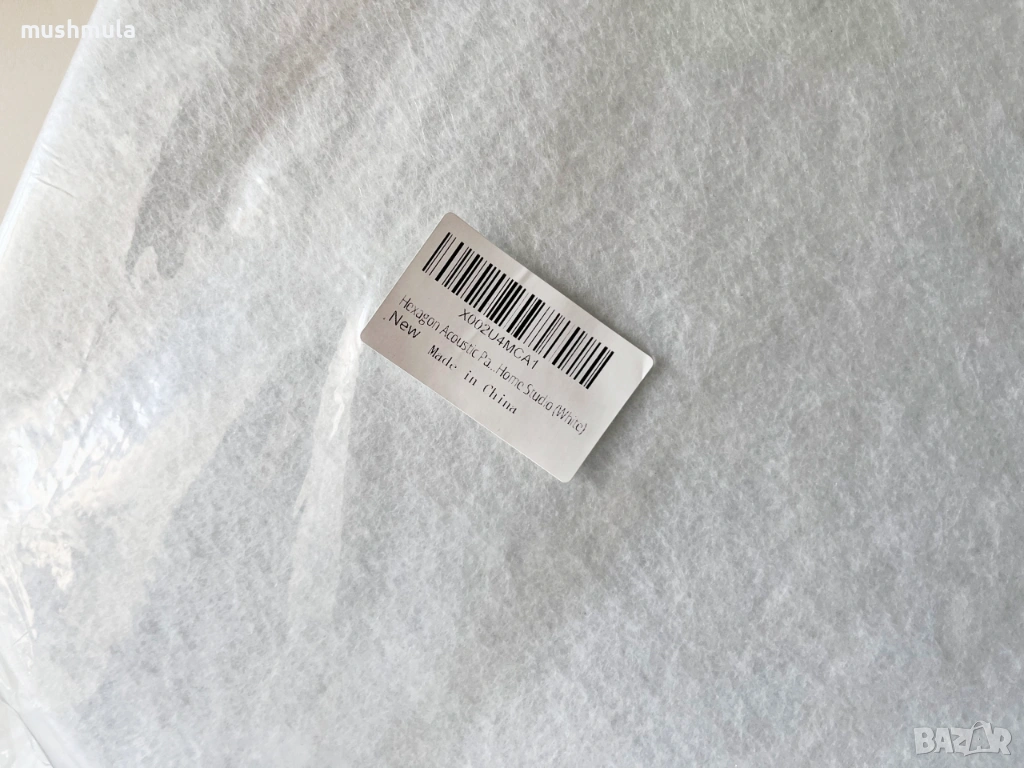 mushmula
X002U4MCA1
Hexagon Acoustic Pa...Home Studio (White)
New
Made in China
BAZAR